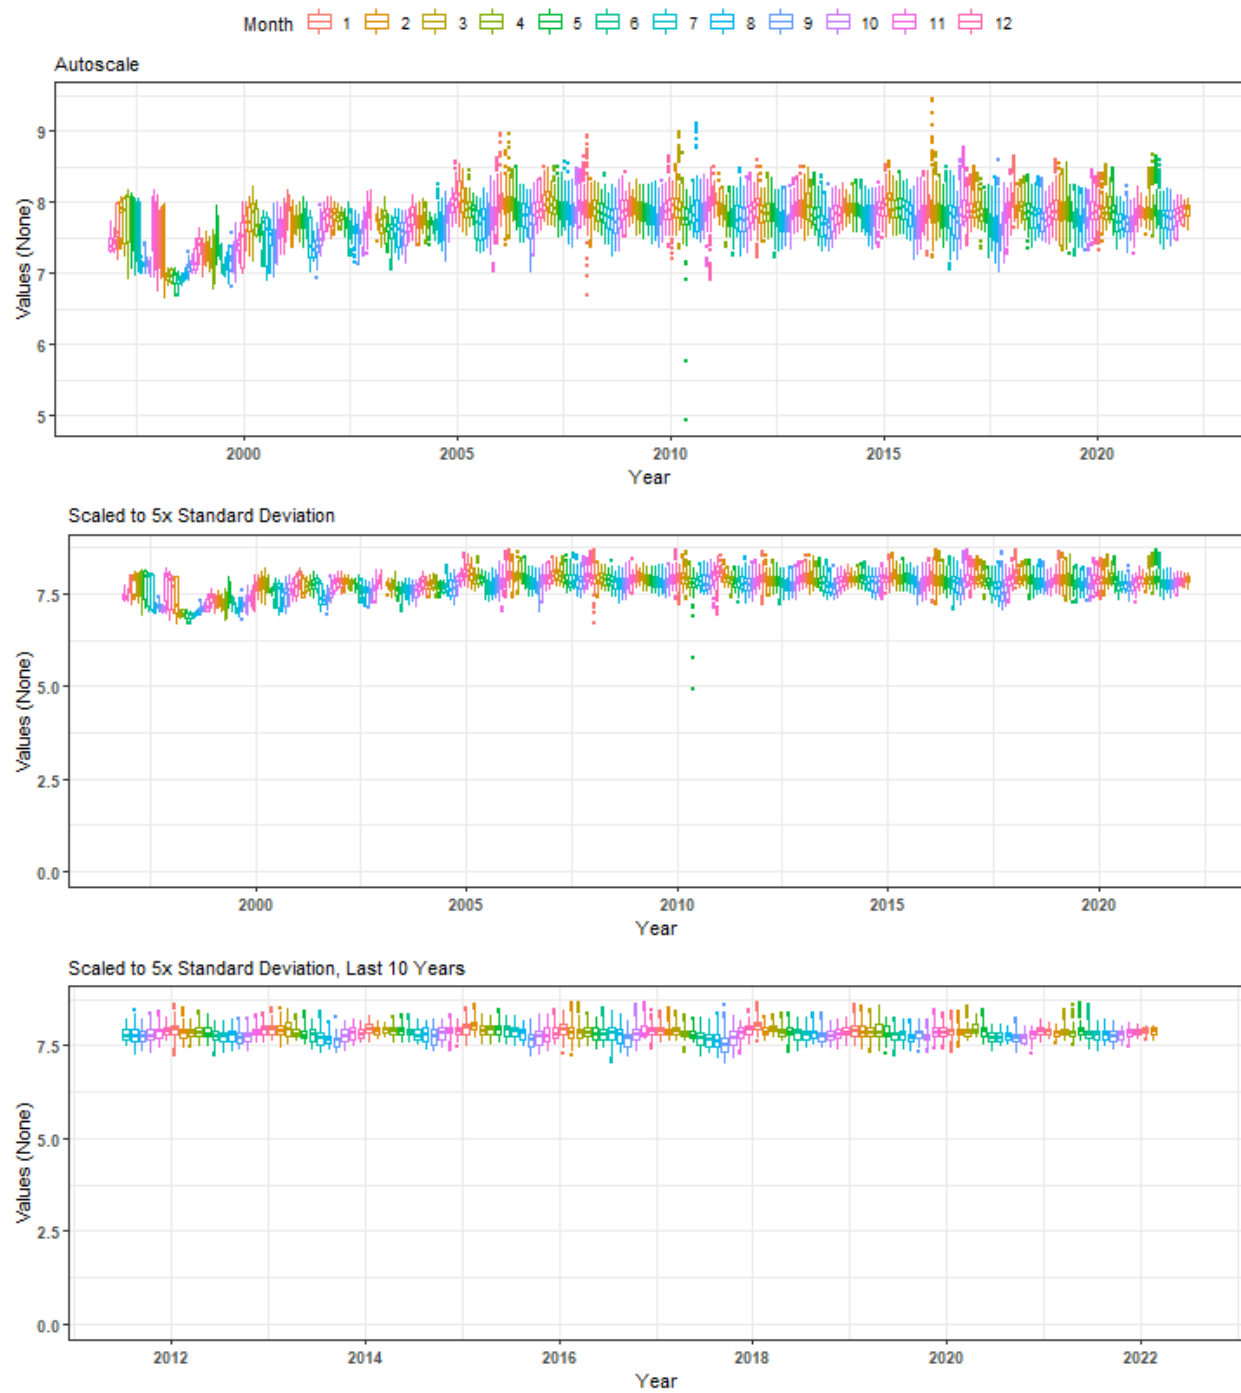 Month 1 2 3 4 5 6 7 8 9 10 11 12
Autoscale
Values (None)
9
8
7
6
5
2000 2005 2010 2015 2020
Year
Scaled to 5x Standard Deviation
Values (None)
7.5
5.0
2.5
0.0
2000 2005 2010 2015 2020
Year
Scaled to 5x Standard Deviation, Last 10 Years
Values (None)
7.5
5.0
2.5
0.0
2012 2014 2016 2018 2020 2022
Year